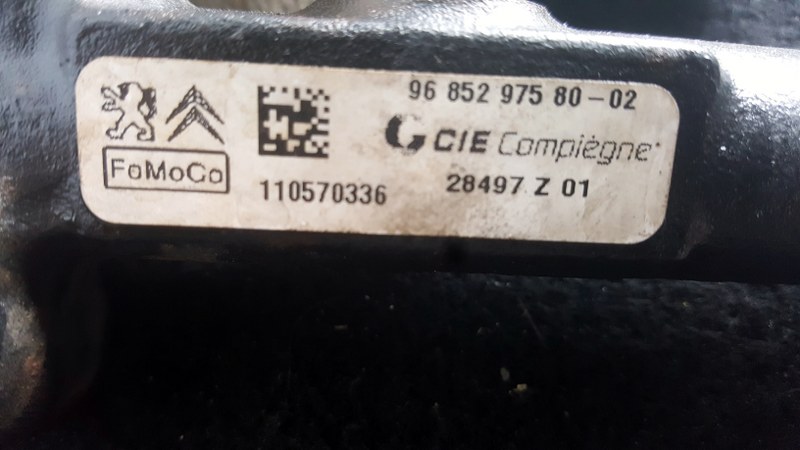 96 852 975 80-02
CIE Compiègne
FoMoCo
110570336
28497 Z 01